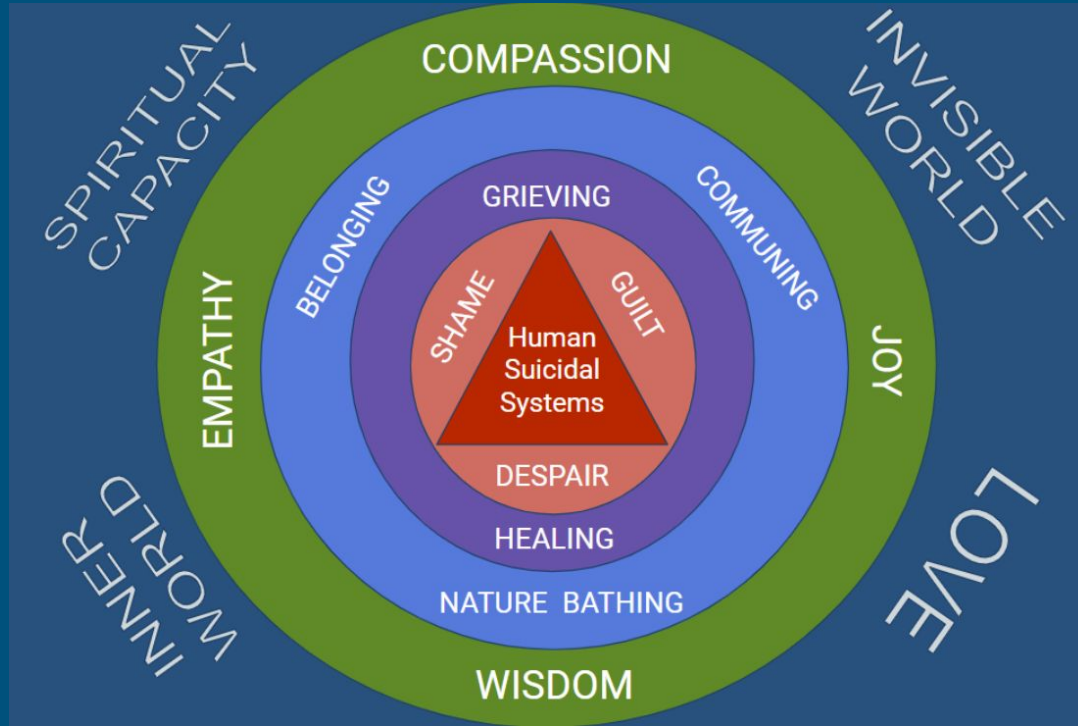 SPIRITUAL
CAPACITY
COMPASSION
INVISIBLE
WORLD
BELONGING
GRIEVING
COMMUNING
EMPATHY
SHAME
GUILT
JOY
Human
Suicidal
Systems
DESPAIR
HEALING
INNER
WORLD
NATURE BATHING
LOVE
WISDOM